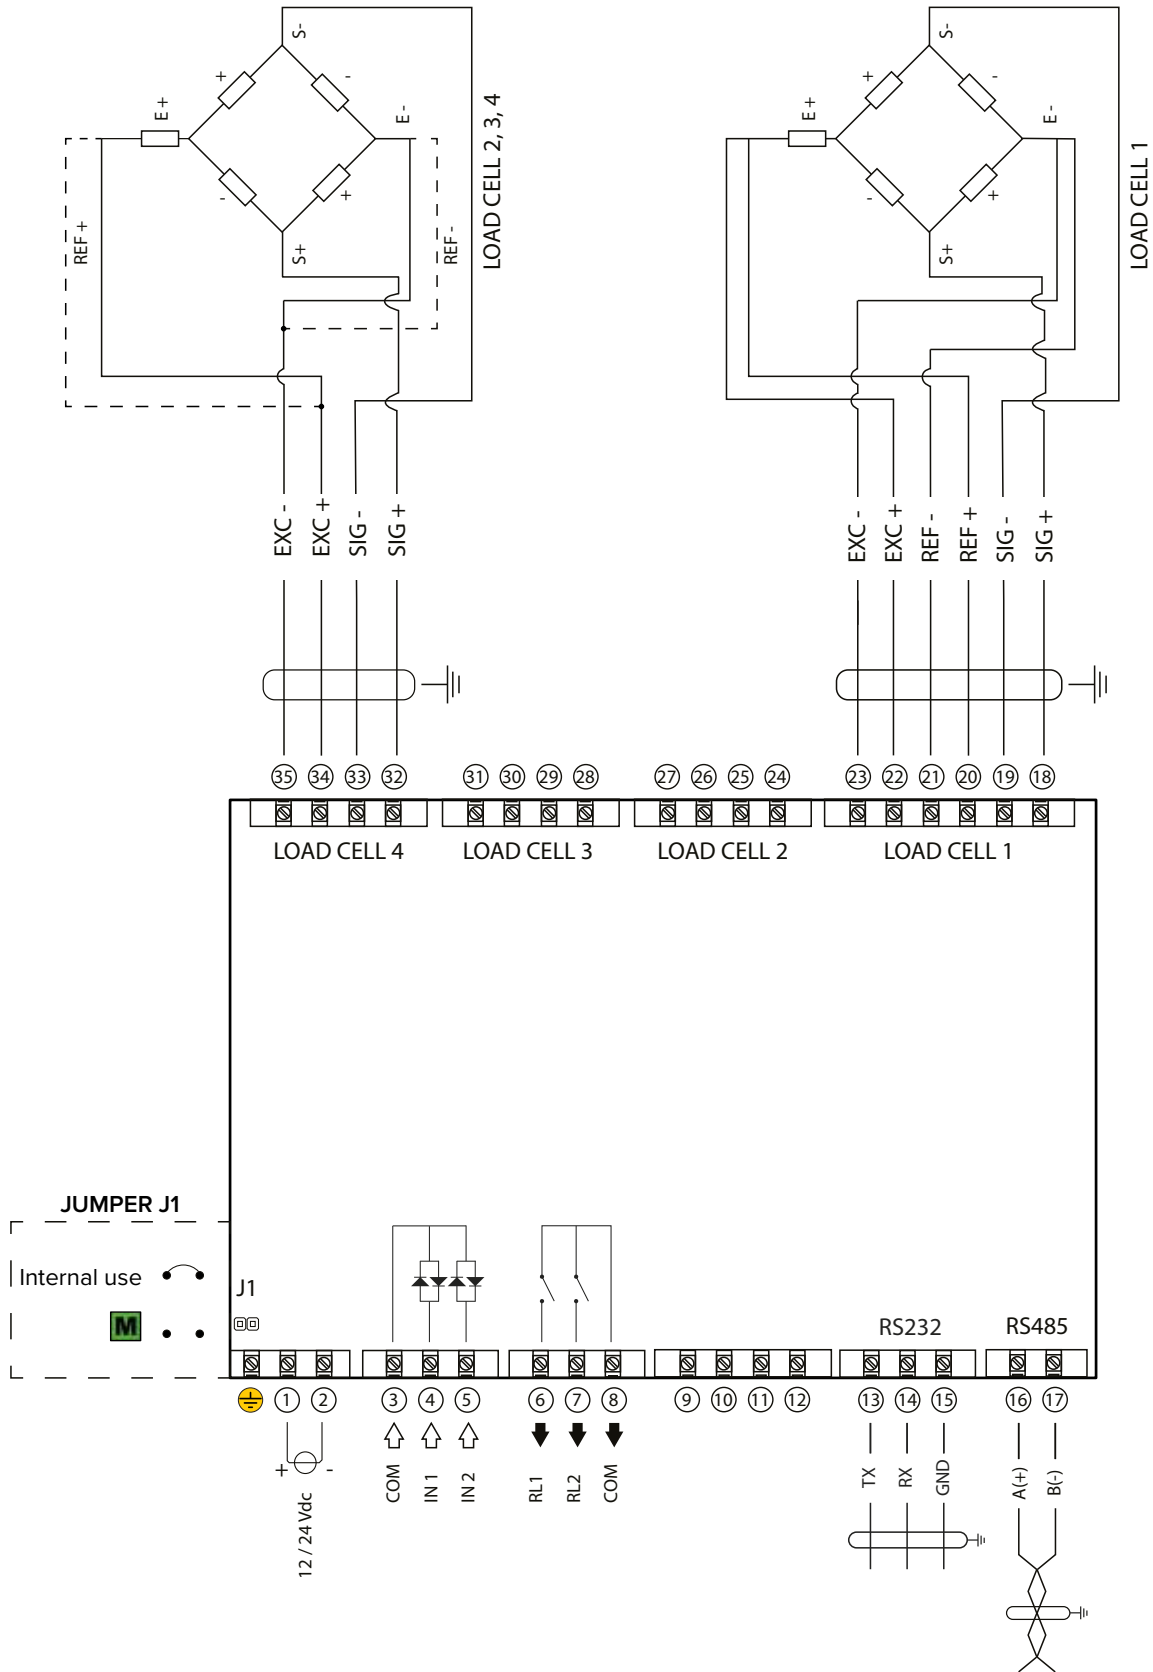 S-
+
-
E +
E -
-
+
S+
REF +
REF -
LOAD CELL 2, 3, 4
S-
+
-
E +
E -
-
+
S+
LOAD CELL 1
EXC -
EXC +
SIG -
SIG +
EXC -
EXC +
REF -
REF +
SIG -
SIG +
35 34 33 32 31 30 29 28 27 26 25 24 23 22 21 20 19 18
LOAD CELL 4 LOAD CELL 3 LOAD CELL 2 LOAD CELL 1
JUMPER J1
Internal use
M
J1
RS232 RS485
1 2 3 4 5 6 7 8 9 10 11 12 13 14 15 16 17
+ -
12 / 24 Vdc
COM
IN 1
IN 2
RL1
RL2
COM
TX
RX
GND
A(+)
B(-)